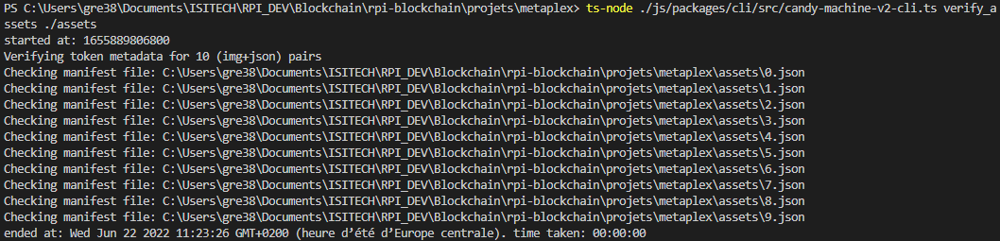 PS C:\Users\gre38\Documents\ISITECH\RPI_DEV\Blockchain\rpi-blockchain\projets\metaplex> ts-node ./js/packages/cli/src/candy-machine-v2-cli.ts verify_a
ssets ./assets
started at: 1655889806800
Verifying token metadata for 10 (img+json) pairs
Checking manifest file: C:\Users\gre38\Documents\ISITECH\RPI_DEV\Blockchain\rpi-blockchain\projets\metaplex\assets\0.json
Checking manifest file: C:\Users\gre38\Documents\ISITECH\RPI_DEV\Blockchain\rpi-blockchain\projets\metaplex\assets\1.json
Checking manifest file: C:\Users\gre38\Documents\ISITECH\RPI_DEV\Blockchain\rpi-blockchain\projets\metaplex\assets\2.json
Checking manifest file: C:\Users\gre38\Documents\ISITECH\RPI_DEV\Blockchain\rpi-blockchain\projets\metaplex\assets\3.json
Checking manifest file: C:\Users\gre38\Documents\ISITECH\RPI_DEV\Blockchain\rpi-blockchain\projets\metaplex\assets\4.json
Checking manifest file: C:\Users\gre38\Documents\ISITECH\RPI_DEV\Blockchain\rpi-blockchain\projets\metaplex\assets\5.json
Checking manifest file: C:\Users\gre38\Documents\ISITECH\RPI_DEV\Blockchain\rpi-blockchain\projets\metaplex\assets\6.json
Checking manifest file: C:\Users\gre38\Documents\ISITECH\RPI_DEV\Blockchain\rpi-blockchain\projets\metaplex\assets\7.json
Checking manifest file: C:\Users\gre38\Documents\ISITECH\RPI_DEV\Blockchain\rpi-blockchain\projets\metaplex\assets\8.json
Checking manifest file: C:\Users\gre38\Documents\ISITECH\RPI_DEV\Blockchain\rpi-blockchain\projets\metaplex\assets\9.json
ended at: Wed Jun 22 2022 11:23:26 GMT+0200 (heure d’été d’Europe centrale). time taken: 00:00:00